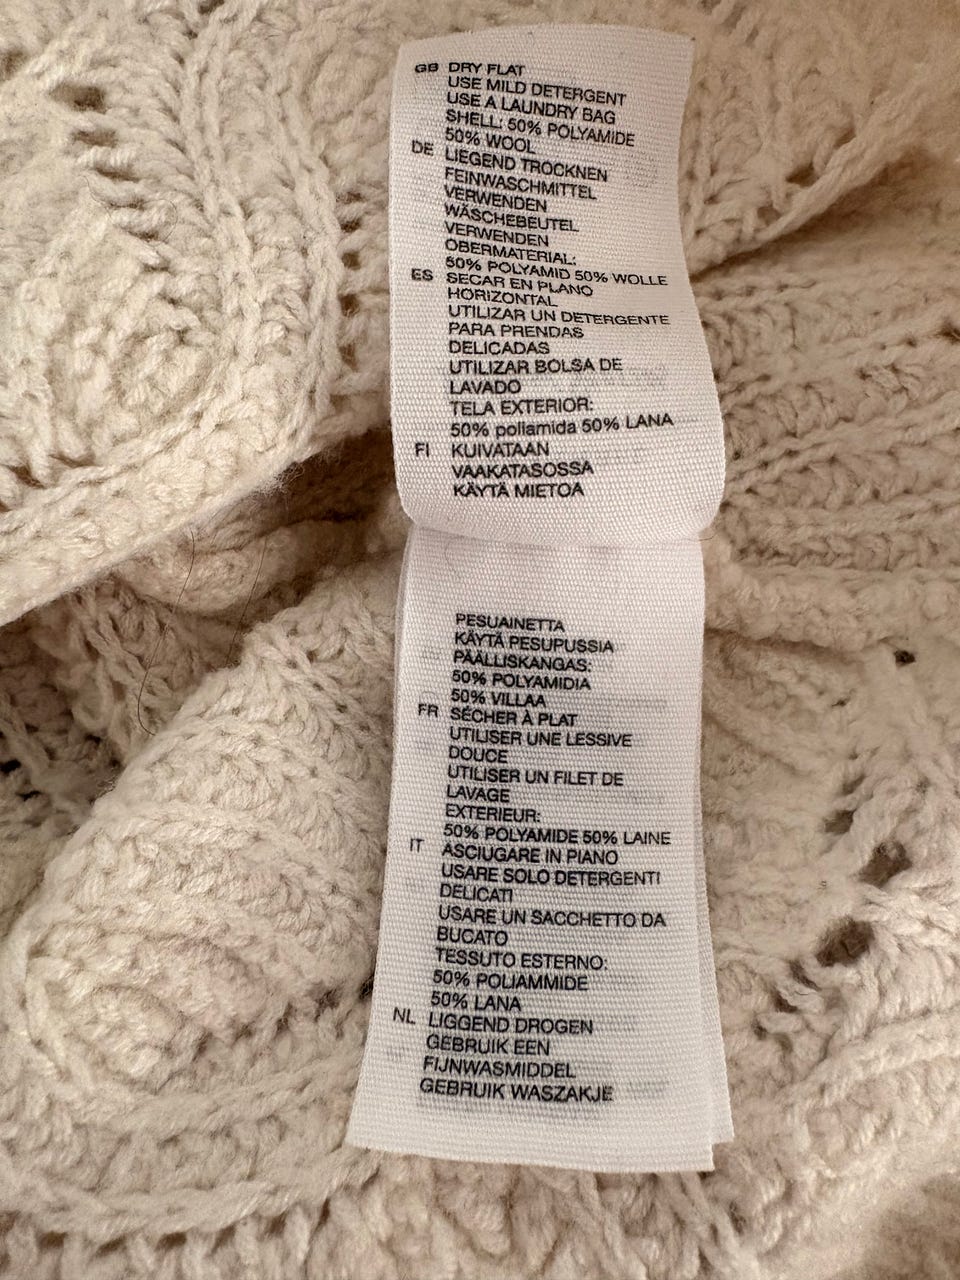 GB DRY FLAT
USE MILD DETERGENT
USE A LAUNDRY BAG
SHELL: 50% POLYAMIDE
50% WOOL
DE LIEGEND TROCKNEN
FEINWASCHMITTEL
VERWENDEN
WÄSCHEBEUTEL
VERWENDEN
OBERMATERIAL:
50% POLYAMID 50% WOLLE
ES SECAR EN PLANO
HORIZONTAL
UTILIZAR UN DETERGENTE
PARA PRENDAS
DELICADAS
UTILIZAR BOLSA DE
LAVADO
TELA EXTERIOR:
50% poliamida 50% LANA
FI KUIVATAAN
VAAKATASOSSA
KÄYTÄ MIETOA
PESUAINETTA
KÄYTÄ PESUPUSSIA
PÄÄLLISKANGAS:
50% POLYAMIDIA
50% VILLAA
FR SÉCHER À PLAT
UTILISER UNE LESSIVE
DOUCE
UTILISER UN FILET DE
LAVAGE
EXTERIEUR:
50% POLYAMIDE 50% LAINE
IT ASCIUGARE IN PIANO
USARE SOLO DETERGENTI
DELICATI
USARE UN SACCHETTO DA
BUCATO
TESSUTO ESTERNO:
50% POLIAMMIDE
50% LANA
NL LIGGEND DROGEN
GEBRUIK EEN
FIJNWASMIDDEL
GEBRUIK WASZAKJE